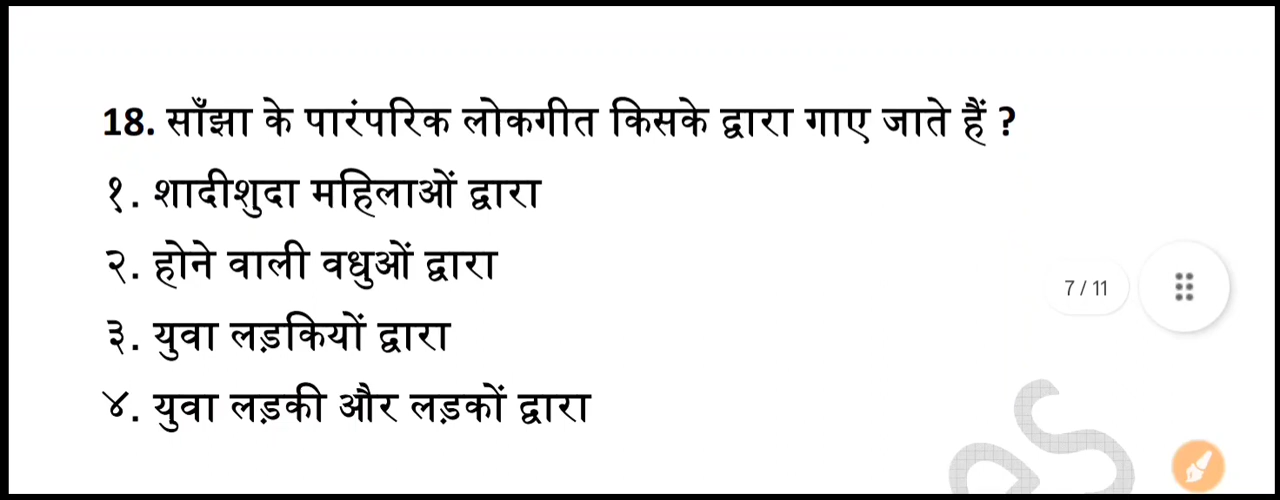 18. साँझा के पारंपरिक लोकगीत किसके द्वारा गाए जाते हैं ?
१. शादीशुदा महिलाओं द्वारा
२. होने वाली वधुओं द्वारा
३. युवा लड़कियों द्वारा
४. युवा लड़की और लड़कों द्वारा
7 / 11